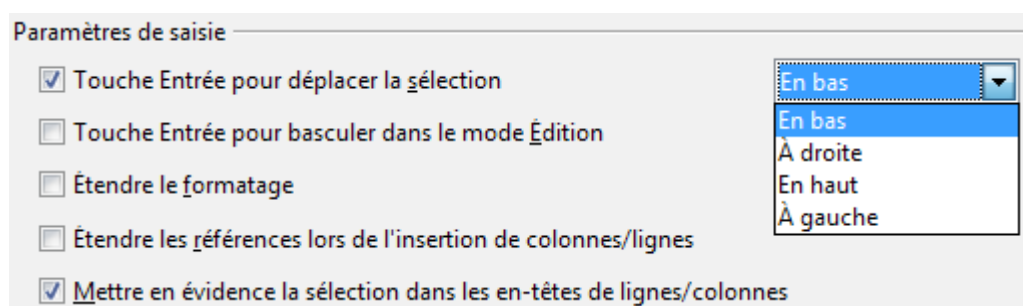 Paramètres de saisie
Touche Entrée pour déplacer la sélection
En bas
En bas
À droite
En haut
À gauche
Touche Entrée pour basculer dans le mode Édition
Étendre le formatage
Étendre les références lors de l'insertion de colonnes/lignes
Mettre en évidence la sélection dans les en-têtes de lignes/colonnes